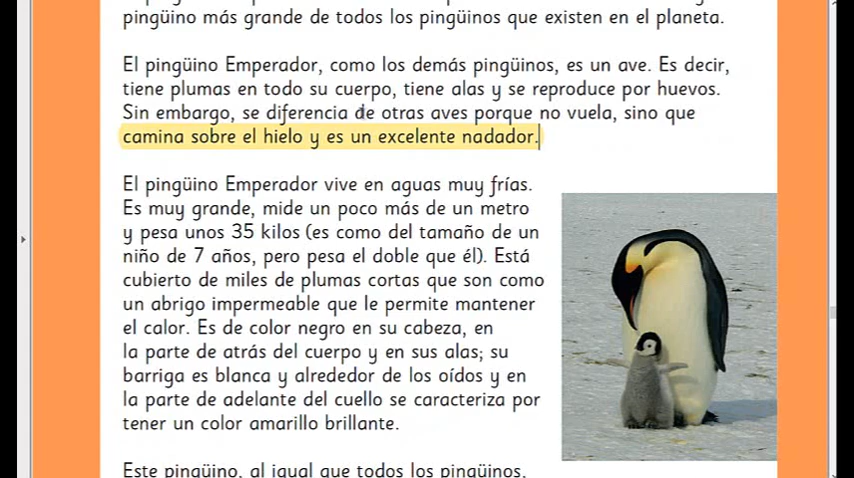 pingüino más grande de todos los pingüinos que existen en el planeta.
El pingüino Emperador, como los demás pingüinos, es un ave. Es decir,
tiene plumas en todo su cuerpo, tiene alas y se reproduce por huevos.
Sin embargo, se diferencia de otras aves porque no vuela, sino que
camina sobre el hielo y es un excelente nadador.
El pingüino Emperador vive en aguas muy frías.
Es muy grande, mide un poco más de un metro
y pesa unos 35 kilos (es como del tamaño de un
niño de 7 años, pero pesa el doble que él). Está
cubierto de miles de plumas cortas que son como
un abrigo impermeable que le permite mantener
el calor. Es de color negro en su cabeza, en
la parte de atrás del cuerpo y en sus alas; su
barriga es blanca y alrededor de los oídos y en
la parte de adelante del cuello se caracteriza por
tener un color amarillo brillante.
Este pingüino, al igual que todos los pingüinos,